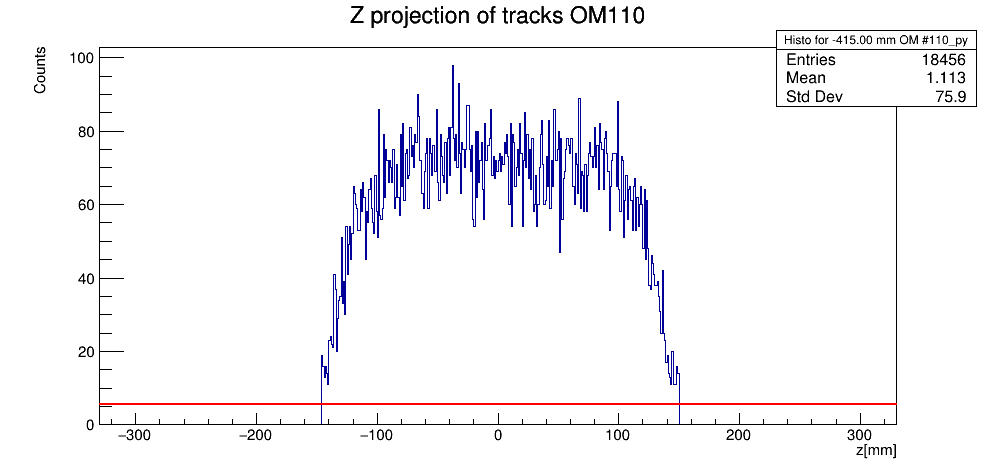 Z projection of tracks OM110
Histo for -415.00 mm OM #110_py
Entries 18456
Mean 1.113
Std Dev 75.9
Counts
100
80
60
40
20
0
−300 −200 −100 0 100 200 300
z[mm]